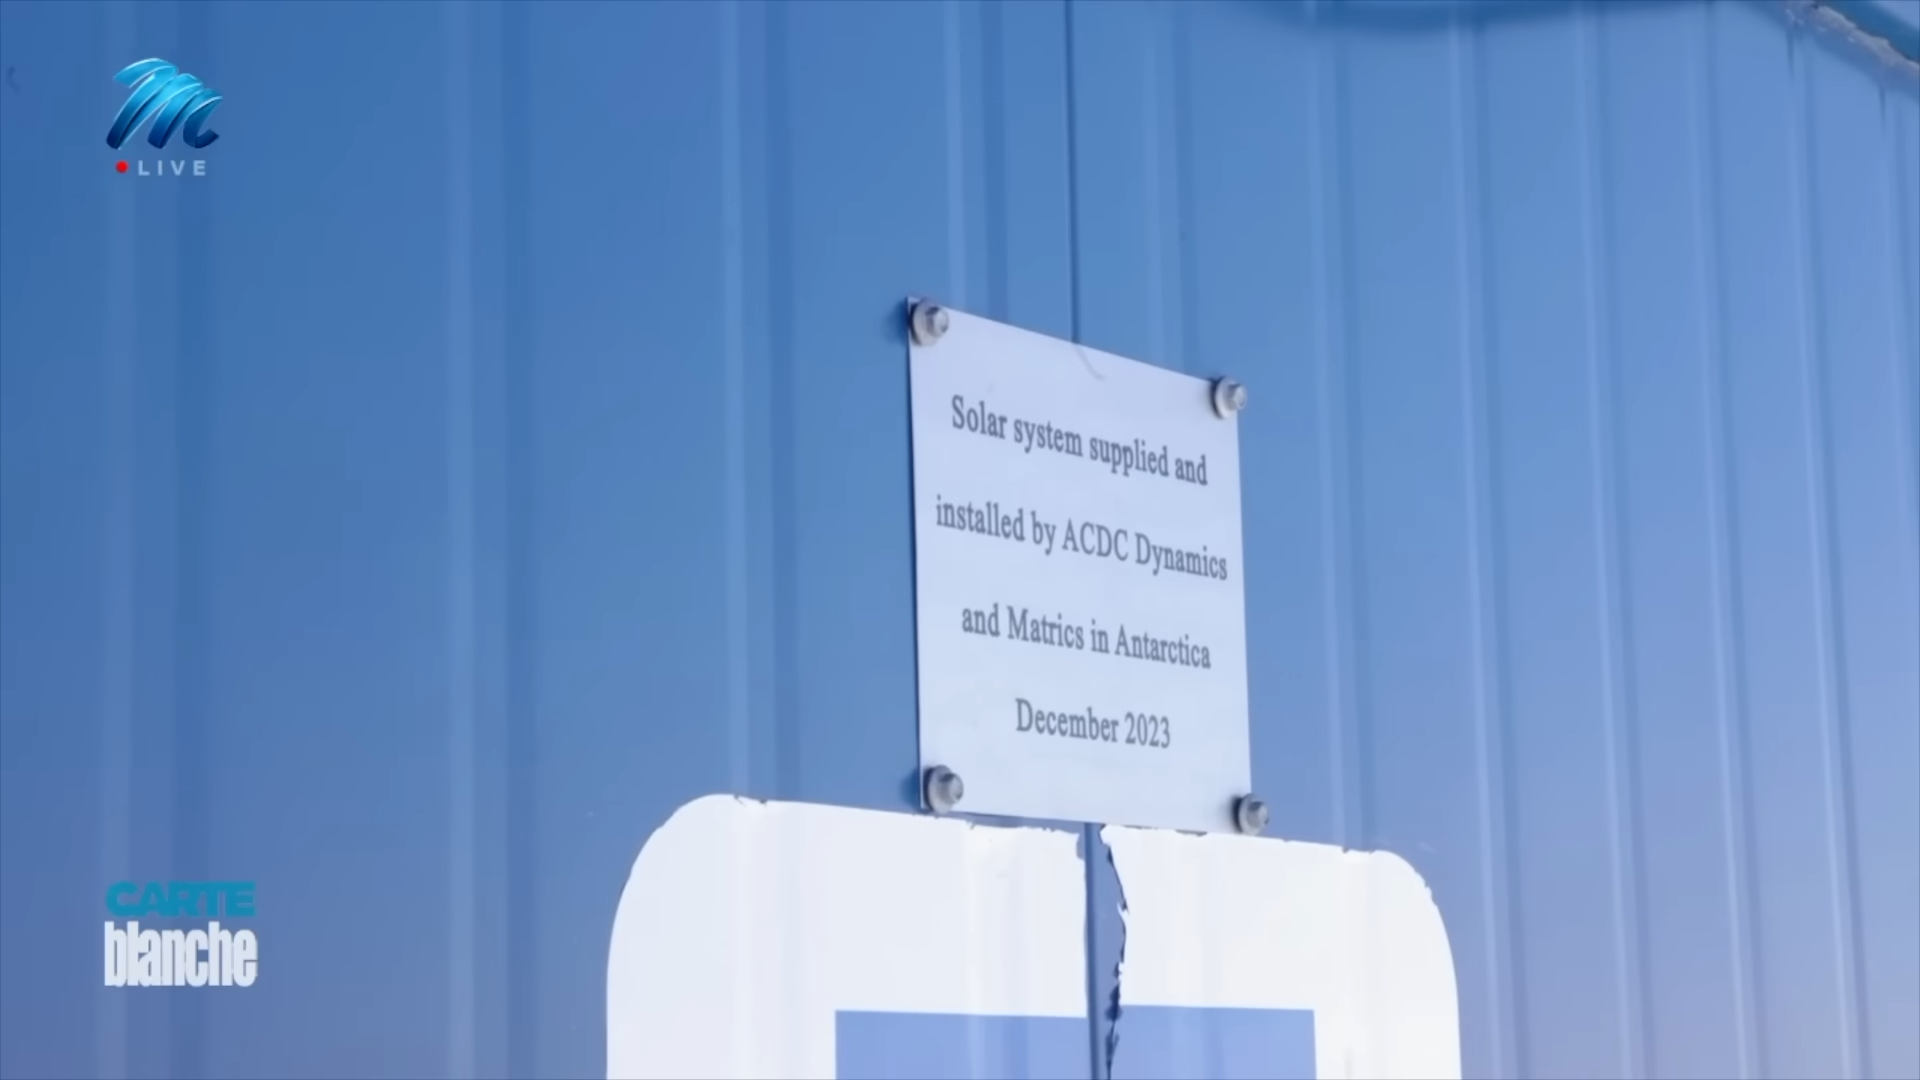 LIVE
Solar system supplied and
installed by ACDC Dynamics
and Matrics in Antarctica
December 2023
CARTE
blanche